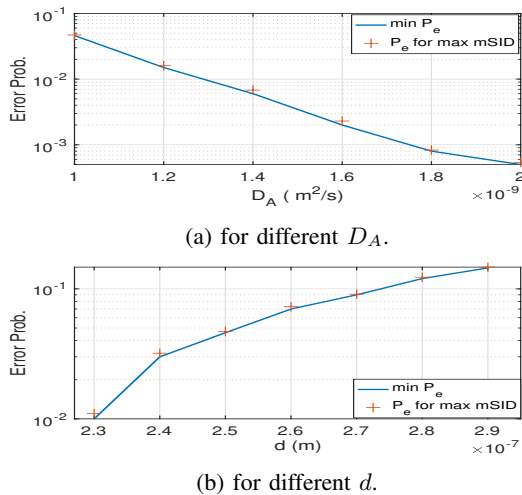 10^-1
10^-2
10^-3
Error Prob.
min P_e
P_e for max mSID
1 1.2 1.4 1.6 1.8 2
D_A ( m^2/s)
×10^-9
(a) for different D_A.
10^-1
10^-2
Error Prob.
min P_e
P_e for max mSID
2.3 2.4 2.5 2.6 2.7 2.8 2.9
d (m)
×10^-7
(b) for different d.